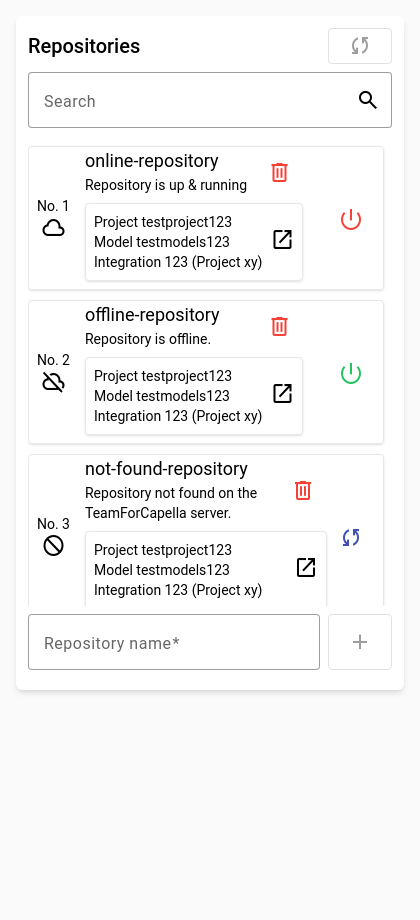 Repositories
Search
online-repository
Repository is up & running
No. 1
Project testproject123
Model testmodels123
Integration 123 (Project xy)
offline-repository
Repository is offline.
No. 2
Project testproject123
Model testmodels123
Integration 123 (Project xy)
not-found-repository
Repository not found on the
TeamForCapella server.
No. 3
Project testproject123
Model testmodels123
Integration 123 (Project xy)
Repository name*